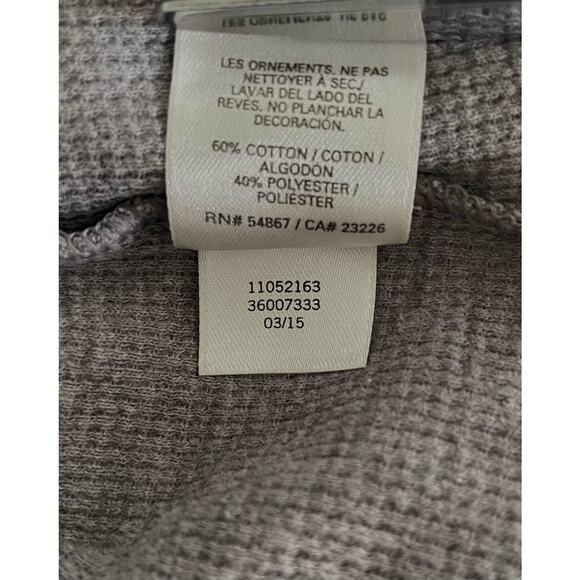 LES ORNEMENTS. NE PAS
NETTOYER À SEC./
LAVAR DEL LADO DEL
REVÉS. NO PLANCHAR LA
DECORACIÓN.
60% COTTON / COTON /
ALGODÓN
40% POLYESTER /
POLIÉSTER
RN# 54867 / CA# 23226
11052163
36007333
03/15